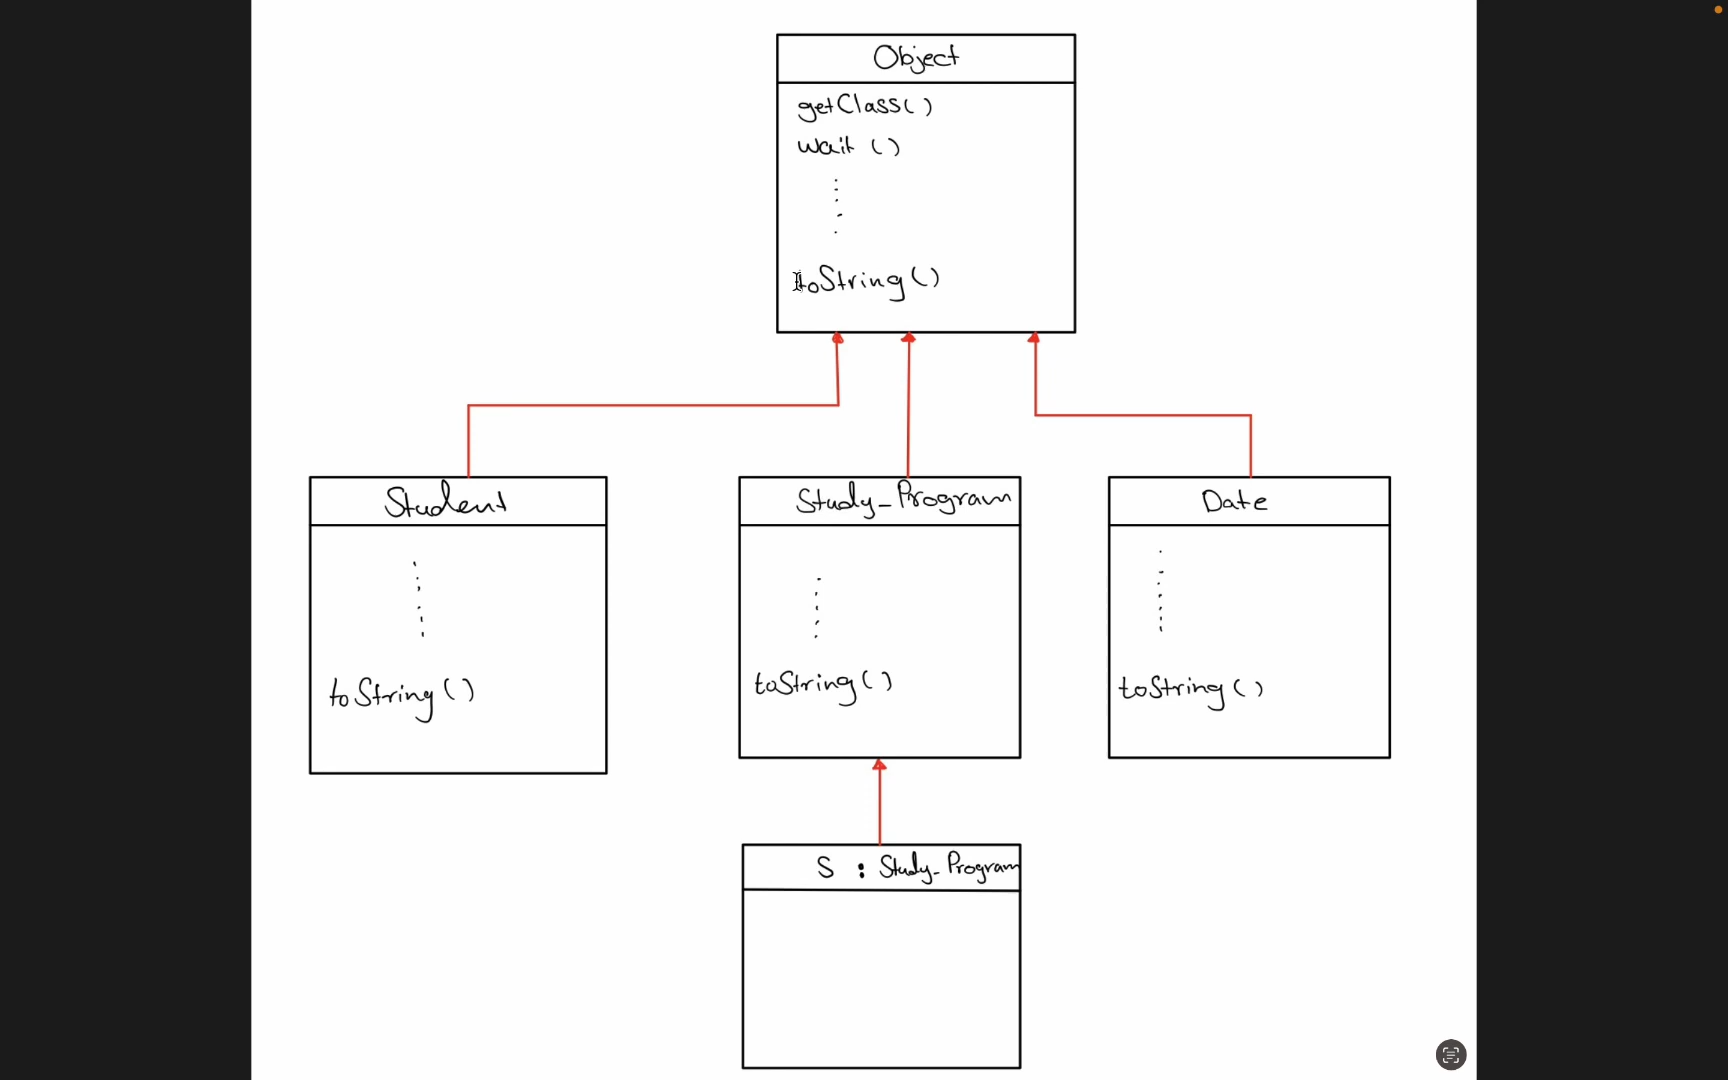 Object
getClass()
wait ()
toString()
Student
toString()
Study_Program
toString()
Date
toString()
S : Study_Program